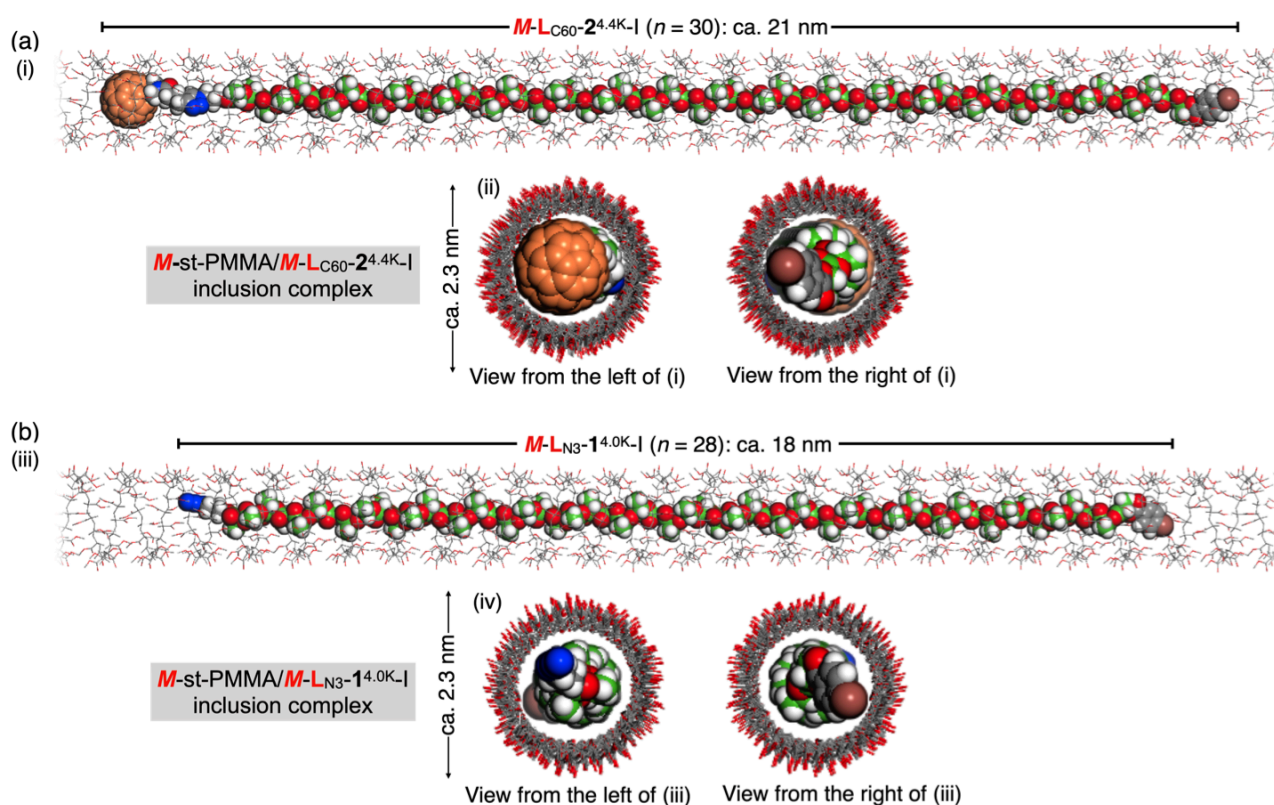 M-LC60-2⁴·⁴ᴷ-I (n = 30): ca. 21 nm
(a)
(i)
(ii)
M-st-PMMA/M-LC60-2⁴·⁴ᴷ-I
inclusion complex
ca. 2.3 nm
View from the left of (i)
View from the right of (i)
(b)
M-LN3-1⁴·⁰ᴷ-I (n = 28): ca. 18 nm
(iii)
(iv)
M-st-PMMA/M-LN3-1⁴·⁰ᴷ-I
inclusion complex
ca. 2.3 nm
View from the left of (iii)
View from the right of (iii)